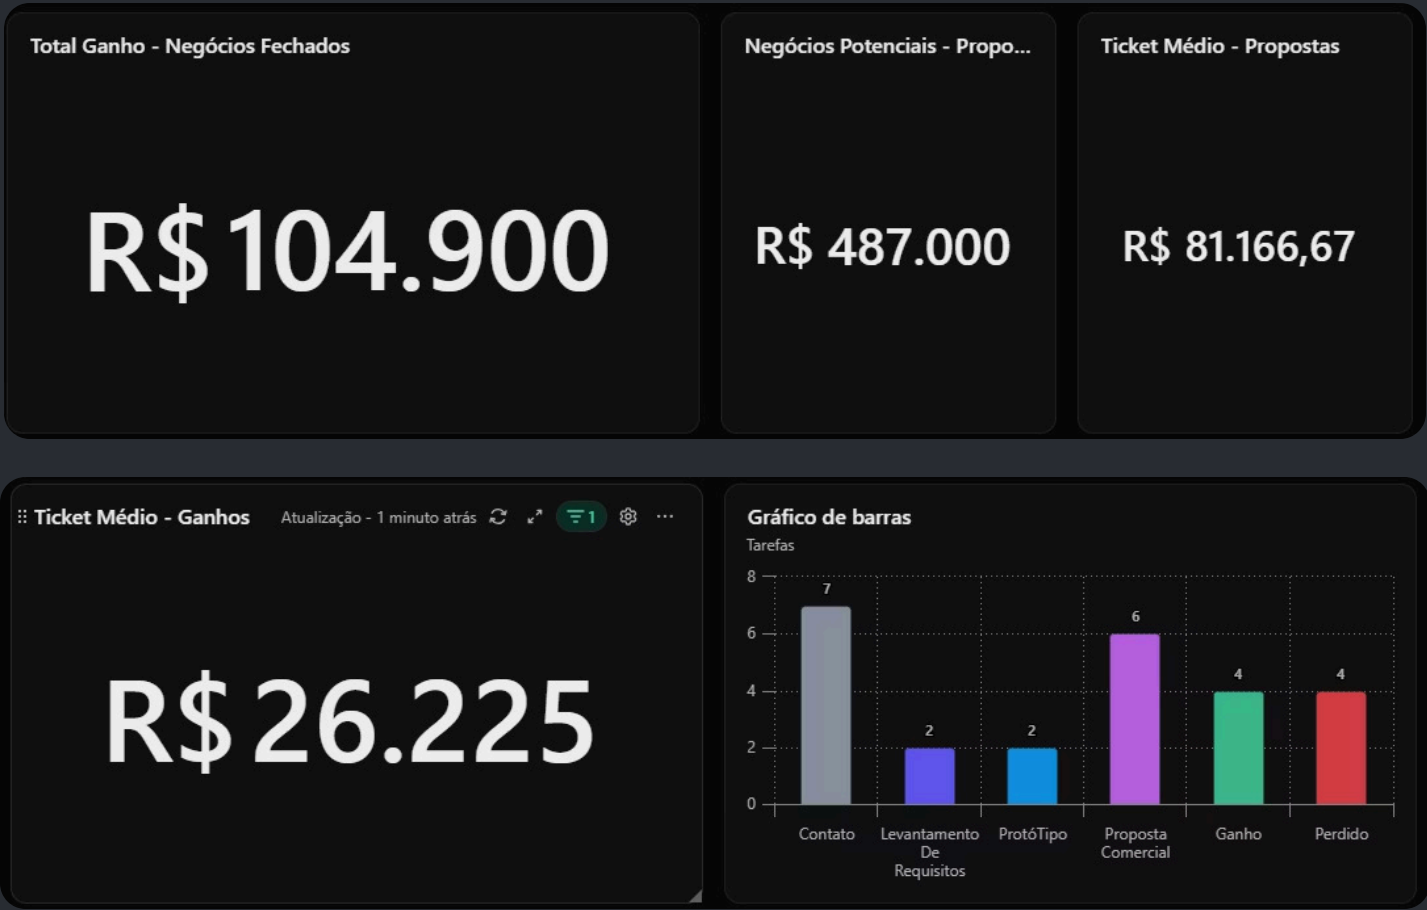 Total Ganho - Negócios Fechados
R$ 104.900
Negócios Potenciais - Propo...
R$ 487.000
Ticket Médio - Propostas
R$ 81.166,67
Ticket Médio - Ganhos
Atualização - 1 minuto atrás
1
R$ 26.225
Gráfico de barras
Tarefas
8
6
4
2
0
7
2
2
6
4
4
Contato
Levantamento
De
Requisitos
ProtóTipo
Proposta
Comercial
Ganho
Perdido